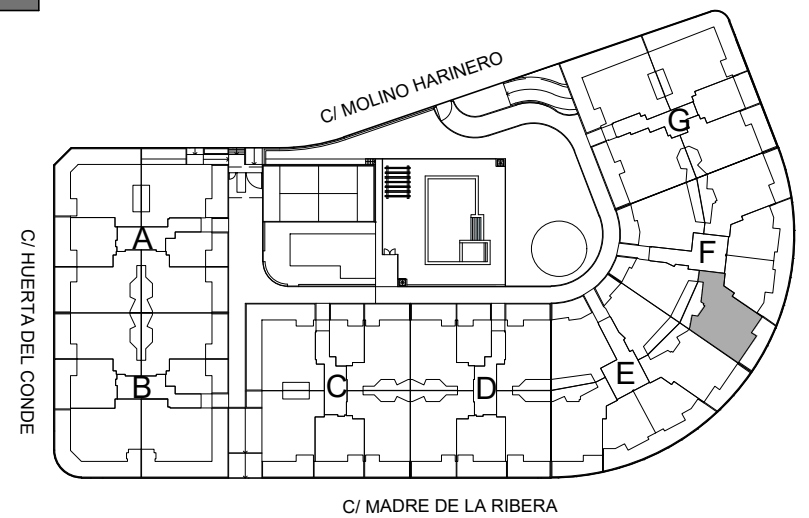 C/ MOLINO HARINERO
G
A
F
C/ HUERTA DEL CONDE
E
B
C
D
C/ MADRE DE LA RIBERA